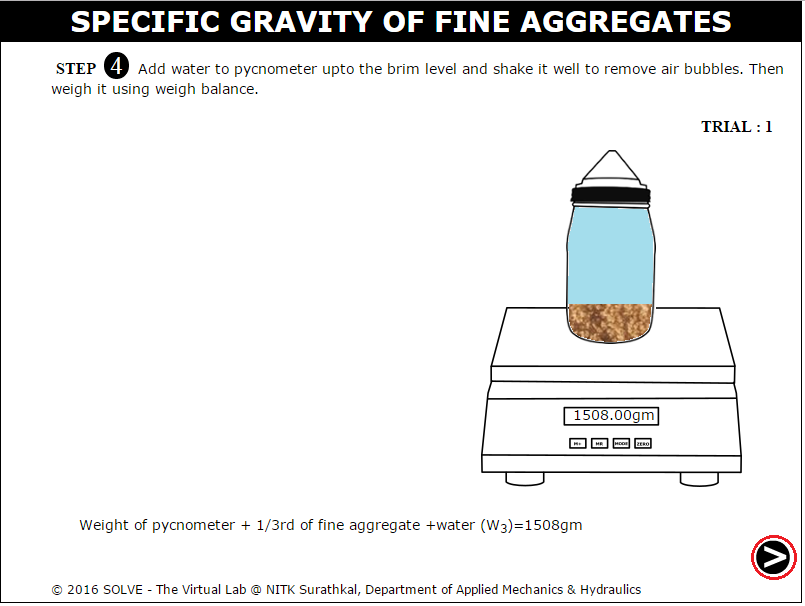 SPECIFIC GRAVITY OF FINE AGGREGATES
STEP 4 Add water to pycnometer upto the brim level and shake it well to remove air bubbles. Then
weigh it using weigh balance.
TRIAL : 1
1508.00gm
M+ MR MODE ZERO
Weight of pycnometer + 1/3rd of fine aggregate +water (W3)=1508gm
© 2016 SOLVE - The Virtual Lab @ NITK Surathkal, Department of Applied Mechanics & Hydraulics